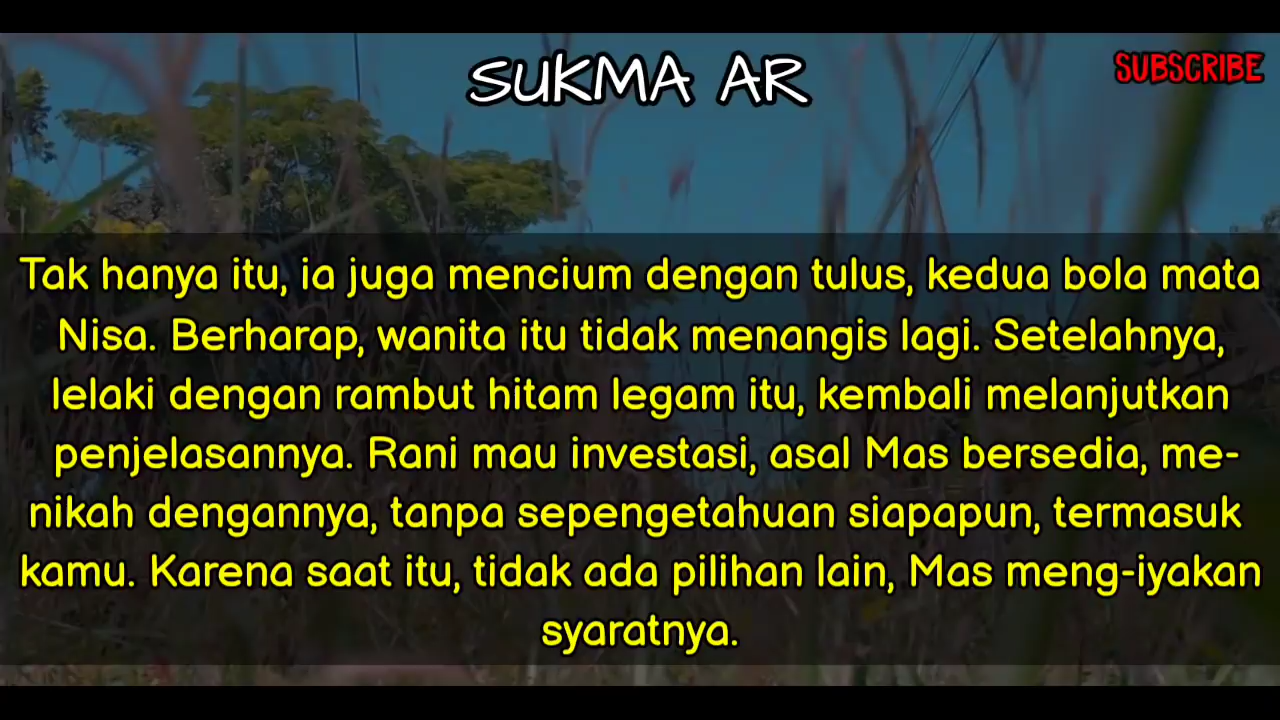 SUKMA AR
SUBSCRIBE
Tak hanya itu, ia juga mencium dengan tulus, kedua bola mata
Nisa. Berharap, wanita itu tidak menangis lagi. Setelahnya,
lelaki dengan rambut hitam legam itu, kembali melanjutkan
penjelasannya. Rani mau investasi, asal Mas bersedia, me-
nikah dengannya, tanpa sepengetahuan siapapun, termasuk
kamu. Karena saat itu, tidak ada pilihan lain, Mas meng-iyakan
syaratnya.